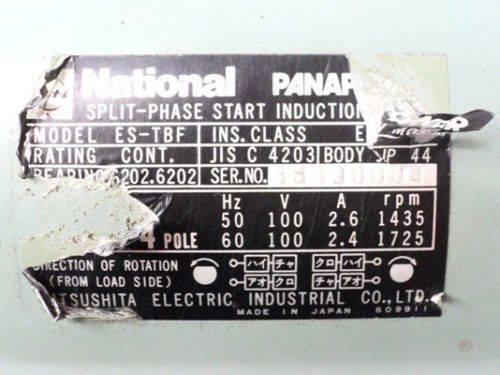 National PANAP
SPLIT-PHASE START INDUCTION
MODEL ES-TBF INS.CLASS E
RATING CONT. JIS C 4203 BODY JP 44
BEARING 6202.6202 SER.NO.
Hz V A rpm
50 100 2.6 1435
4 POLE 60 100 2.4 1725
DIRECTION OF ROTATION ハイ チャ クロ ハイ
(FROM LOAD SIDE) アオ クロ チャ アオ
TSUSHITA ELECTRIC INDUSTRIAL CO., LTD.
MADE IN JAPAN 609911